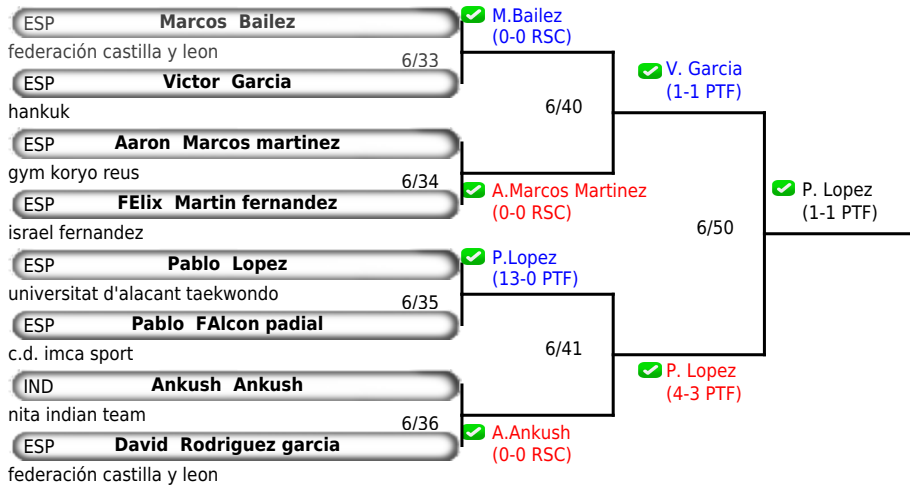 ESP Marcos Bailez
federación castilla y leon
6/33
ESP Victor Garcia
hankuk
ESP Aaron Marcos martinez
gym koryo reus
6/34
ESP FElix Martin fernandez
israel fernandez
ESP Pablo Lopez
universitat d'alacant taekwondo
6/35
ESP Pablo FAlcon padial
c.d. imca sport
IND Ankush Ankush
nita indian team
6/36
ESP David Rodriguez garcia
federación castilla y leon
M.Bailez
(0-0 RSC)
6/40
A.Marcos Martinez
(0-0 RSC)
P.Lopez
(13-0 PTF)
6/41
A.Ankush
(0-0 RSC)
V. Garcia
(1-1 PTF)
6/50
P. Lopez
(4-3 PTF)
P. Lopez
(1-1 PTF)